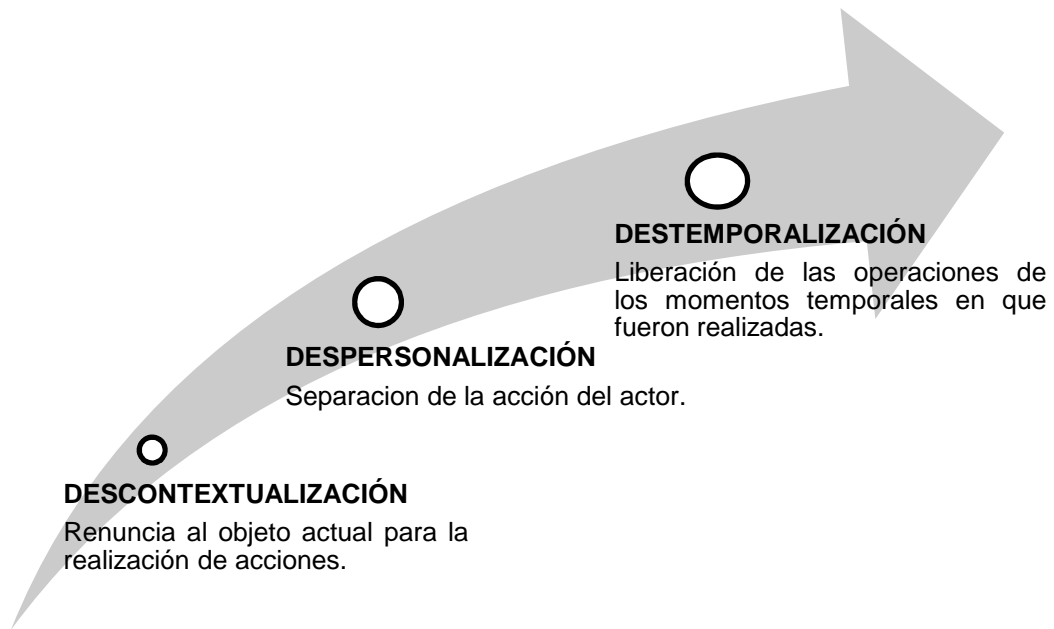 DESTEMPORALIZACIÓN
Liberación de las operaciones de
los momentos temporales en que
fueron realizadas.
DESPERSONALIZACIÓN
Separacion de la acción del actor.
DESCONTEXTUALIZACIÓN
Renuncia al objeto actual para la
realización de acciones.